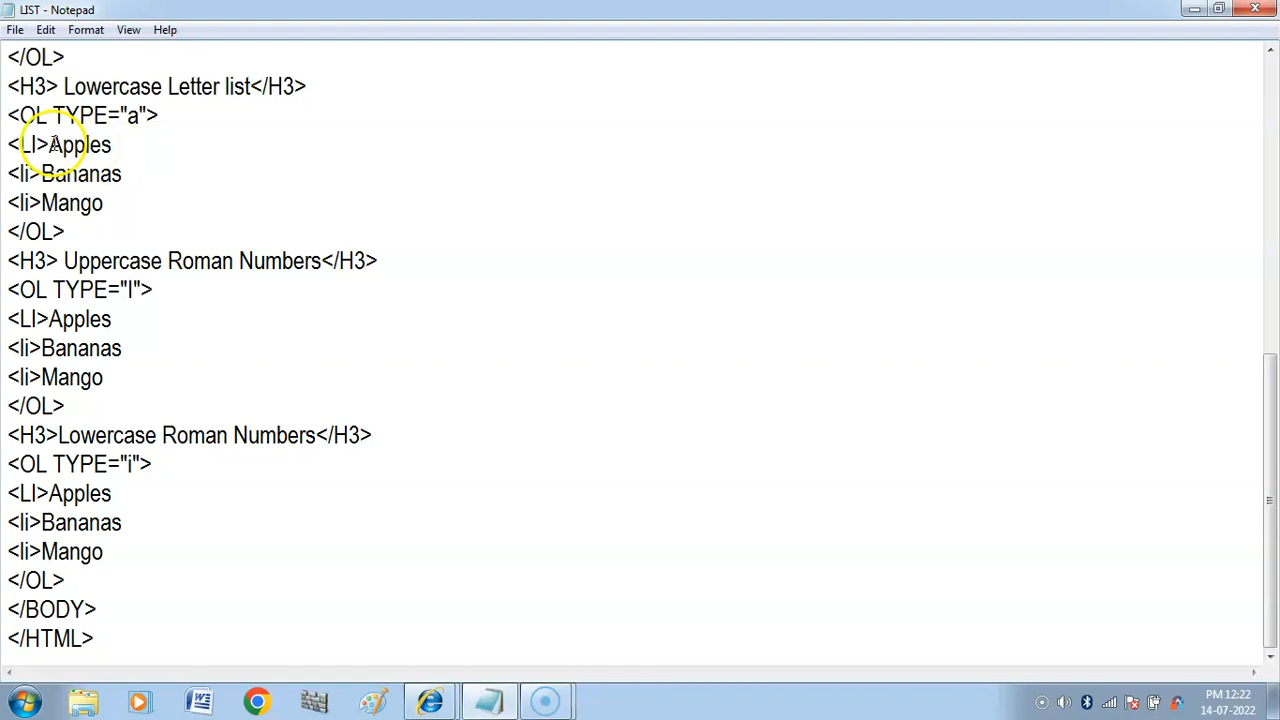 LIST - Notepad
File Edit Format View Help
</OL>
<H3> Lowercase Letter list</H3>
<OL TYPE="a">
<LI>Apples
<li>Bananas
<li>Mango
</OL>
<H3> Uppercase Roman Numbers</H3>
<OL TYPE="I">
<LI>Apples
<li>Bananas
<li>Mango
</OL>
<H3>Lowercase Roman Numbers</H3>
<OL TYPE="i">
<LI>Apples
<li>Bananas
<li>Mango
</OL>
</BODY>
</HTML>
PM 12:22
14-07-2022